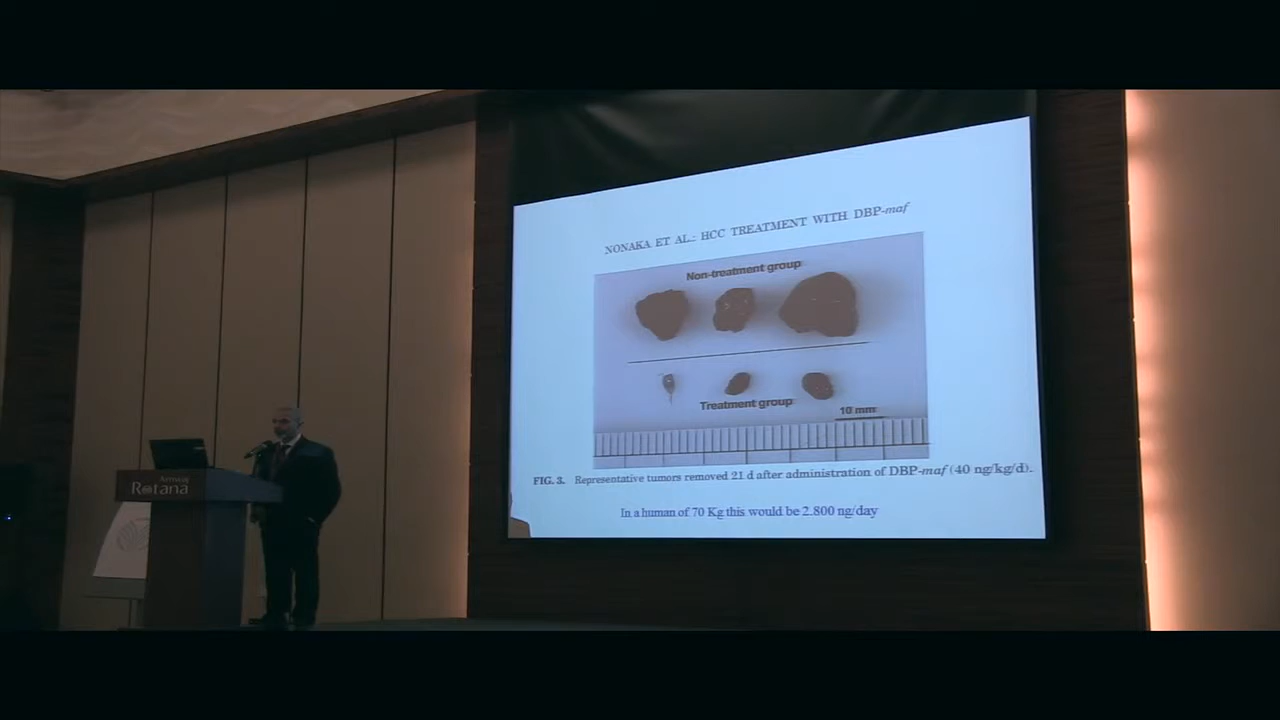 NONAKA ET AL.: HCC TREATMENT WITH DBP-maf
Non-treatment group
Treatment group
10 mm
FIG. 3. Representative tumors removed 21 d after administration of DBP-maf (40 ng/kg/d).
In a human of 70 Kg this would be 2.800 ng/day
Amwaj
Rotana